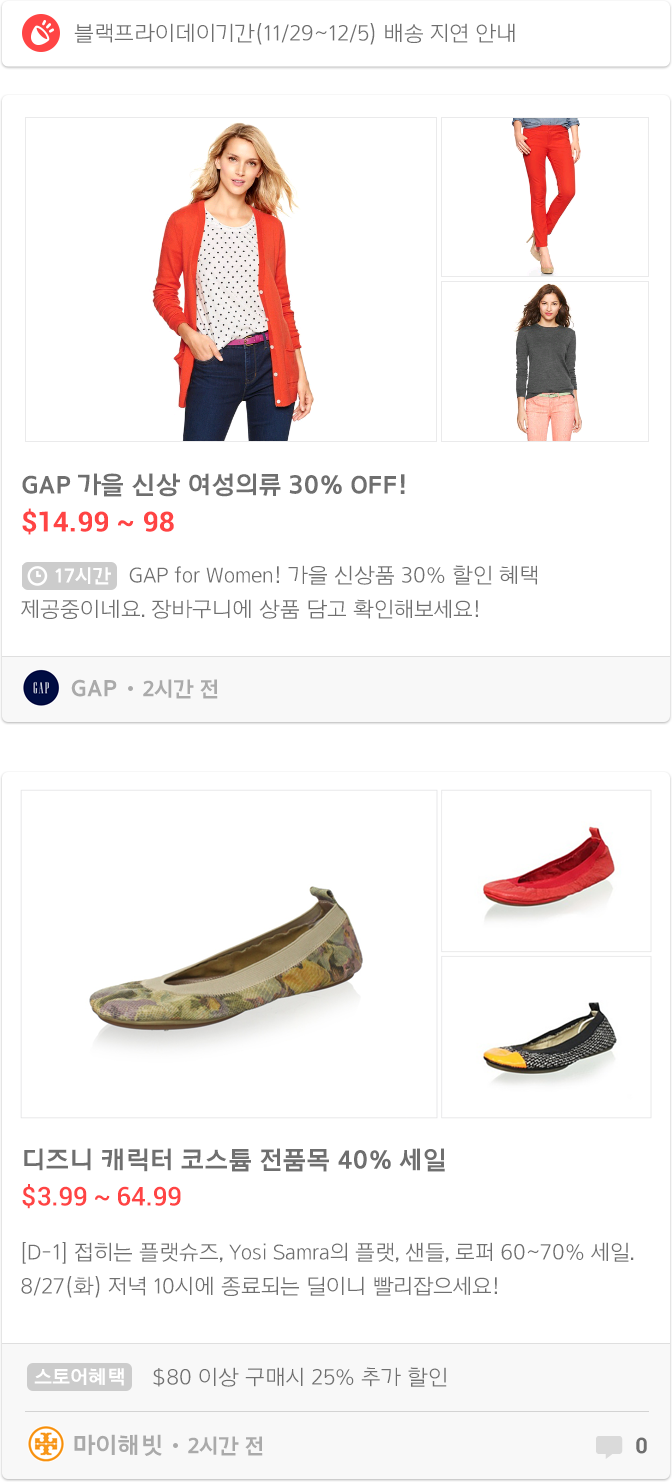 블랙프라이데이기간(11/29~12/5) 배송 지연 안내
GAP 가을 신상 여성의류 30% OFF!
$14.99 ~ 98
17시간 GAP for Women! 가을 신상품 30% 할인 혜택
제공중이네요. 장바구니에 상품 담고 확인해보세요!
GAP GAP • 2시간 전
디즈니 캐릭터 코스튬 전품목 40% 세일
$3.99 ~ 64.99
[D-1] 접히는 플랫슈즈, Yosi Samra의 플랫, 샌들, 로퍼 60~70% 세일.
8/27(화) 저녁 10시에 종료되는 딜이니 빨리잡으세요!
스토어혜택 $80 이상 구매시 25% 추가 할인
마이해빗 • 2시간 전 0